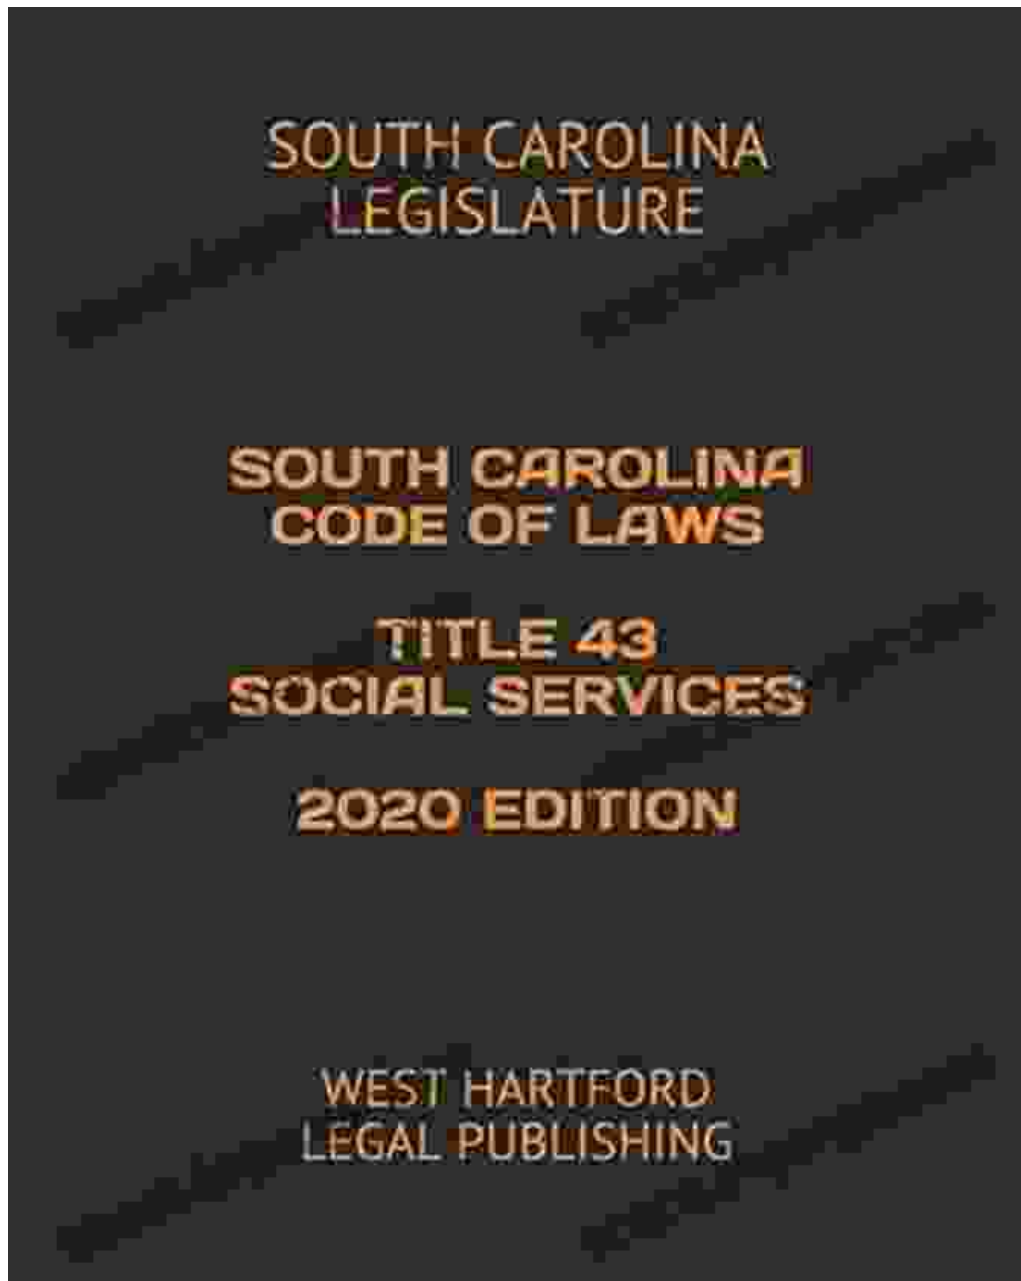 SOUTH CAROLINA
LEGISLATURE
SOUTH CAROLINA
CODE OF LAWS
TITLE 43
SOCIAL SERVICES
2020 EDITION
WEST HARTFORD
LEGAL PUBLISHING